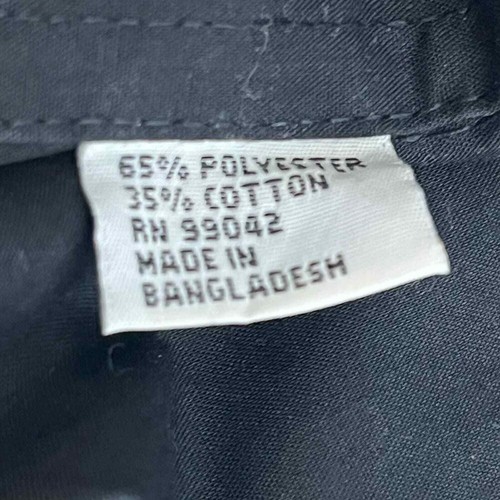 65% POLYESTER
35% COTTON
RN 99042
MADE IN
BANGLADESH